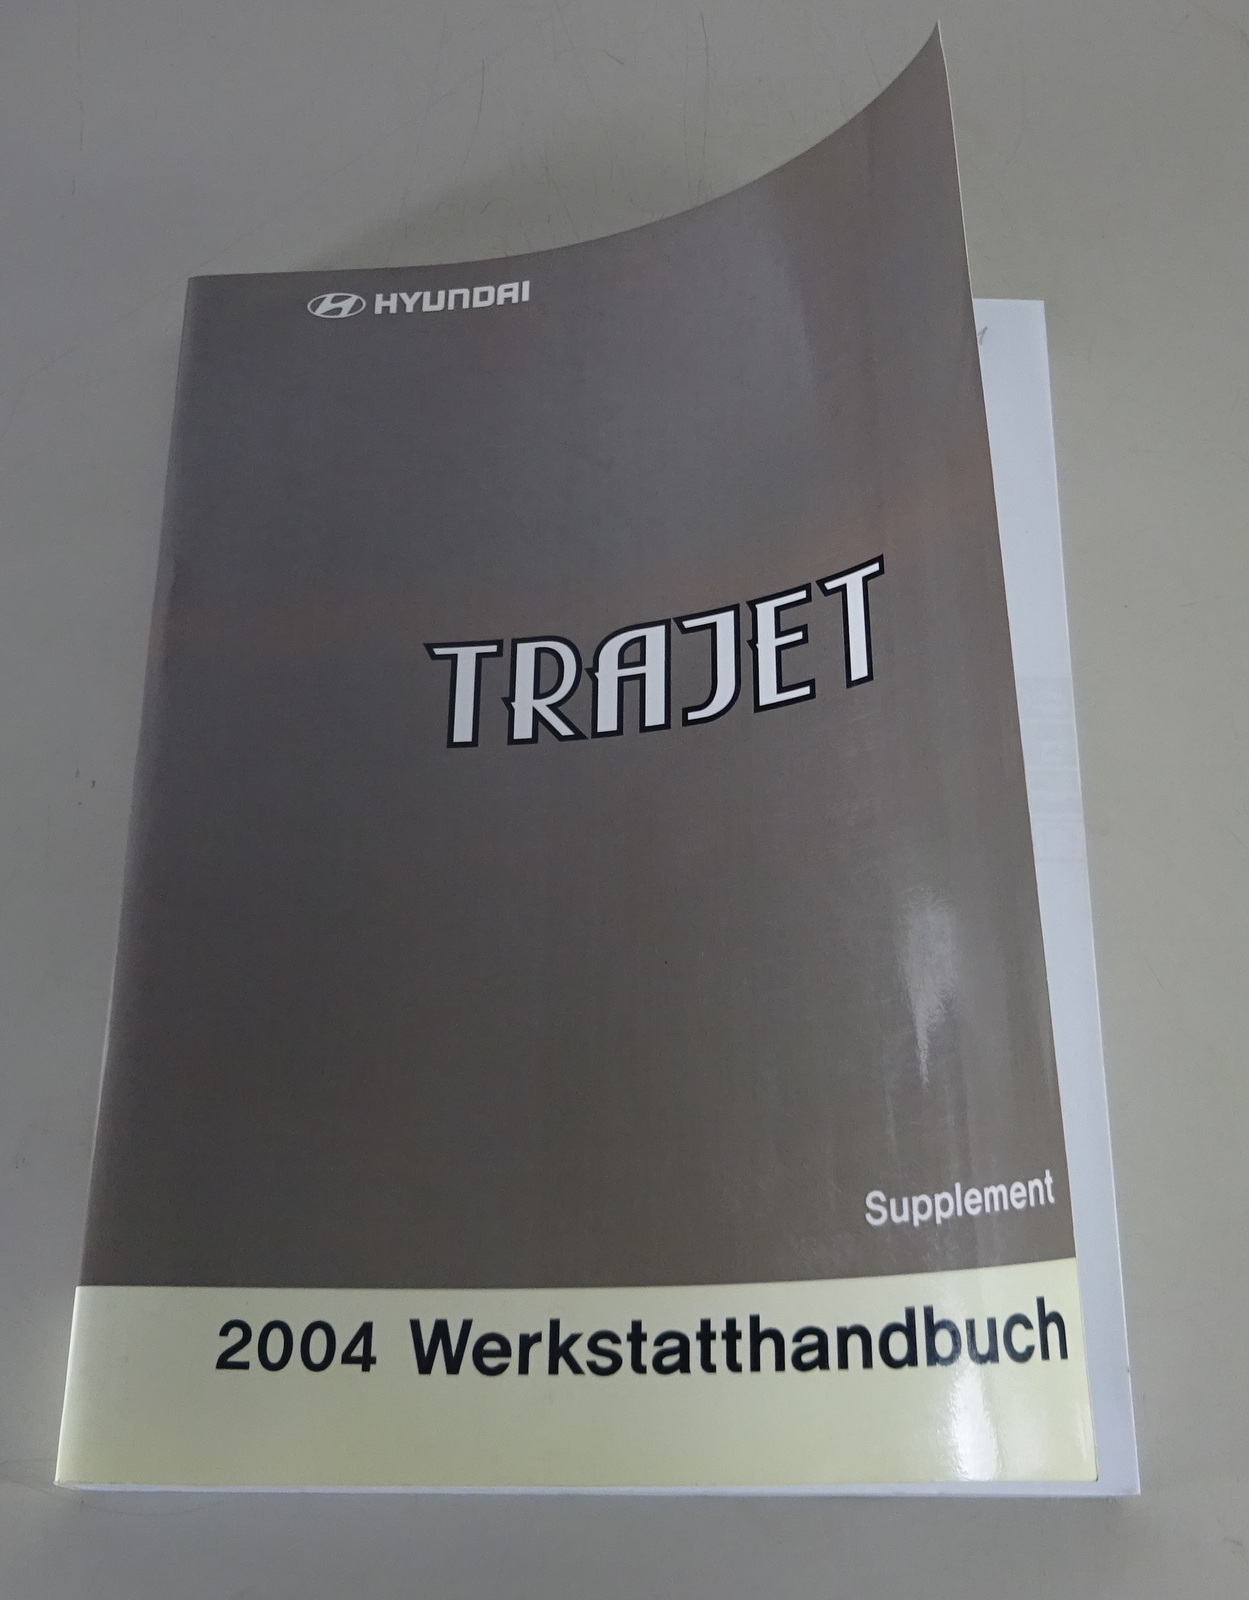 HYUNDAI
TRAJET
Supplement
2004 Werkstatthandbuch